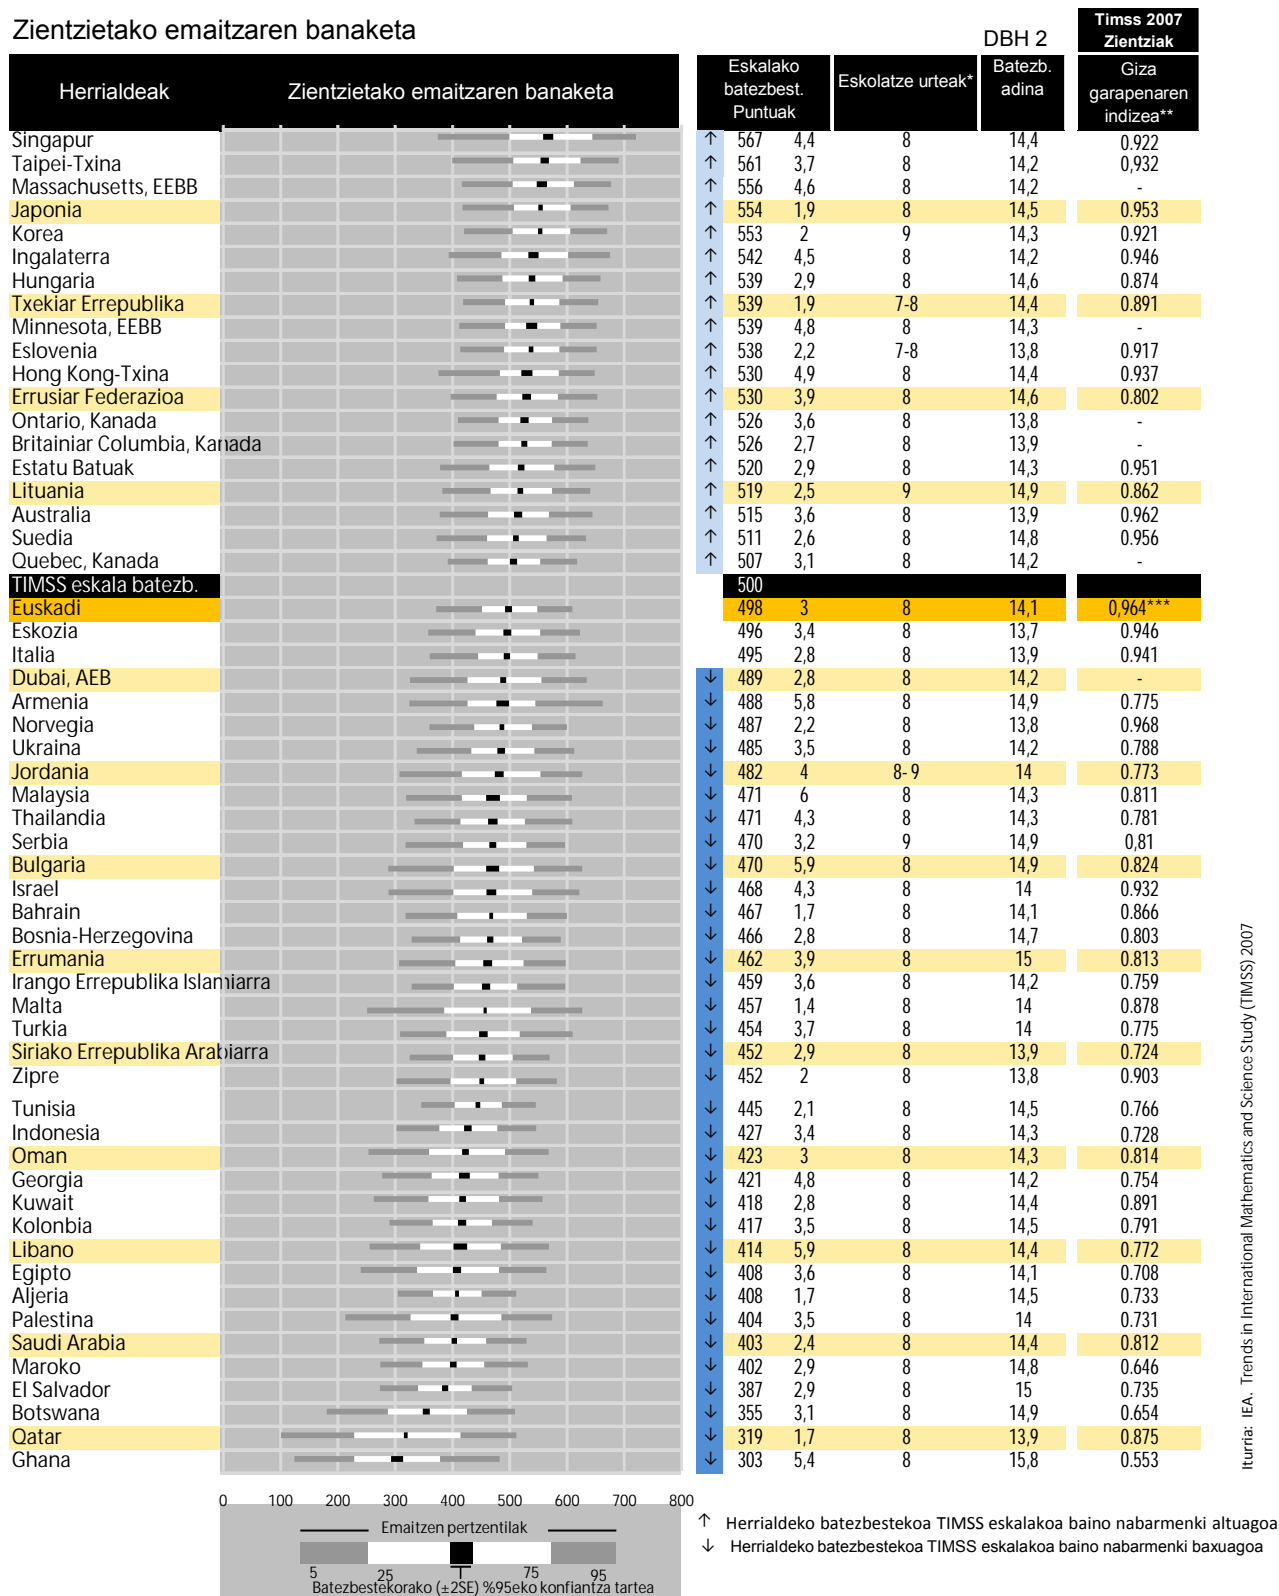 Zientzietako emaitzaren banaketa
DBH 2
Timss 2007 Zientziak
Herrialdeak Zientzietako emaitzaren banaketa Eskalako batezbest. Puntuak Eskolatze urteak* Batezb. adina Giza garapenaren indizea**
Singapur ↑ 567 4,4 8 14,4 0.922
Taipei-Txina ↑ 561 3,7 8 14,2 0,932
Massachusetts, EEBB ↑ 556 4,6 8 14,2 -
Japonia ↑ 554 1,9 8 14,5 0.953
Korea ↑ 553 2 9 14,3 0.921
Ingalaterra ↑ 542 4,5 8 14,2 0.946
Hungaria ↑ 539 2,9 8 14,6 0.874
Txekiar Errepublika ↑ 539 1,9 7-8 14,4 0.891
Minnesota, EEBB ↑ 539 4,8 8 14,3 -
Eslovenia ↑ 538 2,2 7-8 13,8 0.917
Hong Kong-Txina ↑ 530 4,9 8 14,4 0.937
Errusiar Federazioa ↑ 530 3,9 8 14,6 0.802
Ontario, Kanada ↑ 526 3,6 8 13,8 -
Britainiar Columbia, Kanada ↑ 526 2,7 8 13,9 -
Estatu Batuak ↑ 520 2,9 8 14,3 0.951
Lituania ↑ 519 2,5 9 14,9 0.862
Australia ↑ 515 3,6 8 13,9 0.962
Suedia ↑ 511 2,6 8 14,8 0.956
Quebec, Kanada ↑ 507 3,1 8 14,2 -
TIMSS eskala batezb. 500
Euskadi 498 3 8 14,1 0,964***
Eskozia 496 3,4 8 13,7 0.946
Italia 495 2,8 8 13,9 0.941
Dubai, AEB ↓ 489 2,8 8 14,2 -
Armenia ↓ 488 5,8 8 14,9 0.775
Norvegia ↓ 487 2,2 8 13,8 0.968
Ukraina ↓ 485 3,5 8 14,2 0.788
Jordania ↓ 482 4 8-9 14 0.773
Malaysia ↓ 471 6 8 14,3 0.811
Thailandia ↓ 471 4,3 8 14,3 0.781
Serbia ↓ 470 3,2 9 14,9 0,81
Bulgaria ↓ 470 5,9 8 14,9 0.824
Israel ↓ 468 4,3 8 14 0.932
Bahrain ↓ 467 1,7 8 14,1 0.866
Bosnia-Herzegovina ↓ 466 2,8 8 14,7 0.803
Errumania ↓ 462 3,9 8 15 0.813
Irango Errepublika Islamiarra ↓ 459 3,6 8 14,2 0.759
Malta ↓ 457 1,4 8 14 0.878
Turkia ↓ 454 3,7 8 14 0.775
Siriako Errepublika Arabiarra ↓ 452 2,9 8 13,9 0.724
Zipre ↓ 452 2 8 13,8 0.903
Tunisia ↓ 445 2,1 8 14,5 0.766
Indonesia ↓ 427 3,4 8 14,3 0.728
Oman ↓ 423 3 8 14,3 0.814
Georgia ↓ 421 4,8 8 14,2 0.754
Kuwait ↓ 418 2,8 8 14,4 0.891
Kolonbia ↓ 417 3,5 8 14,5 0.791
Libano ↓ 414 5,9 8 14,4 0.772
Egipto ↓ 408 3,6 8 14,1 0.708
Aljeria ↓ 408 1,7 8 14,5 0.733
Palestina ↓ 404 3,5 8 14 0.731
Saudi Arabia ↓ 403 2,4 8 14,4 0.812
Maroko ↓ 402 2,9 8 14,8 0.646
El Salvador ↓ 387 2,9 8 15 0.735
Botswana ↓ 355 3,1 8 14,9 0.654
Qatar ↓ 319 1,7 8 13,9 0.875
Ghana ↓ 303 5,4 8 15,8 0.553
0 100 200 300 400 500 600 700 800
Emaitzen pertzentilak
5 25 75 95
Batezbestekorako (±2SE) %95eko konfiantza tartea
↑ Herrialdeko batezbestekoa TIMSS eskalakoa baino nabarmenki altuagoa
↓ Herrialdeko batezbestekoa TIMSS eskalakoa baino nabarmenki baxuagoa
Iturria: IEA. Trends in International Mathematics and Science Study (TIMSS) 2007